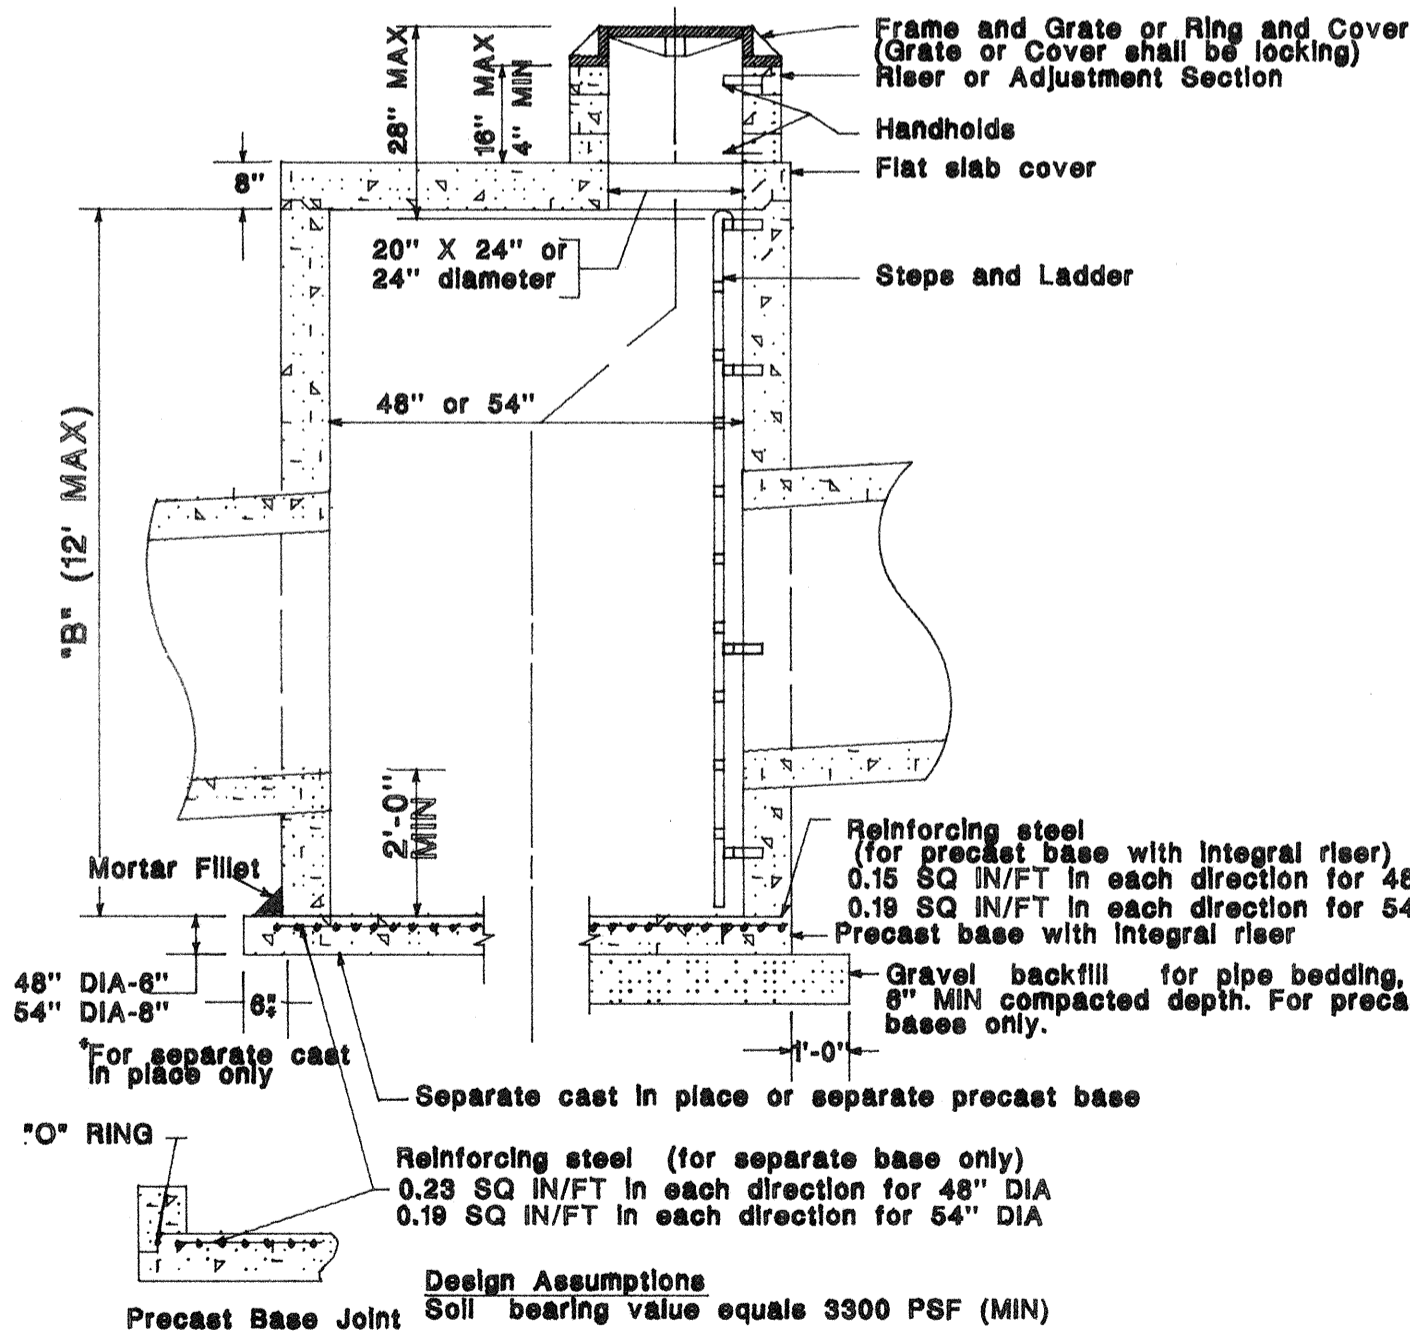 Frame and Grate or Ring and Cover
(Grate or Cover shall be locking)
Riser or Adjustment Section
28" MAX
16" MAX
4" MIN
Handholds
Flat slab cover
8"
20" X 24" or
24" diameter
Steps and Ladder
48" or 54"
"B" (12' MAX)
2'-0"
MIN
Mortar Fillet
Reinforcing steel
(for precast base with integral riser)
0.15 SQ IN/FT in each direction for 48
0.19 SQ IN/FT in each direction for 54
Precast base with integral riser
48" DIA-6"
54" DIA-8"
6"*
Gravel backfill for pipe bedding,
6" MIN compacted depth. For preca
bases only.
1'-0"
*For separate cast
in place only
Separate cast in place or separate precast base
"O" RING
Reinforcing steel (for separate base only)
0.23 SQ IN/FT in each direction for 48" DIA
0.19 SQ IN/FT in each direction for 54" DIA
Precast Base Joint
Design Assumptions
Soil bearing value equals 3300 PSF (MIN)